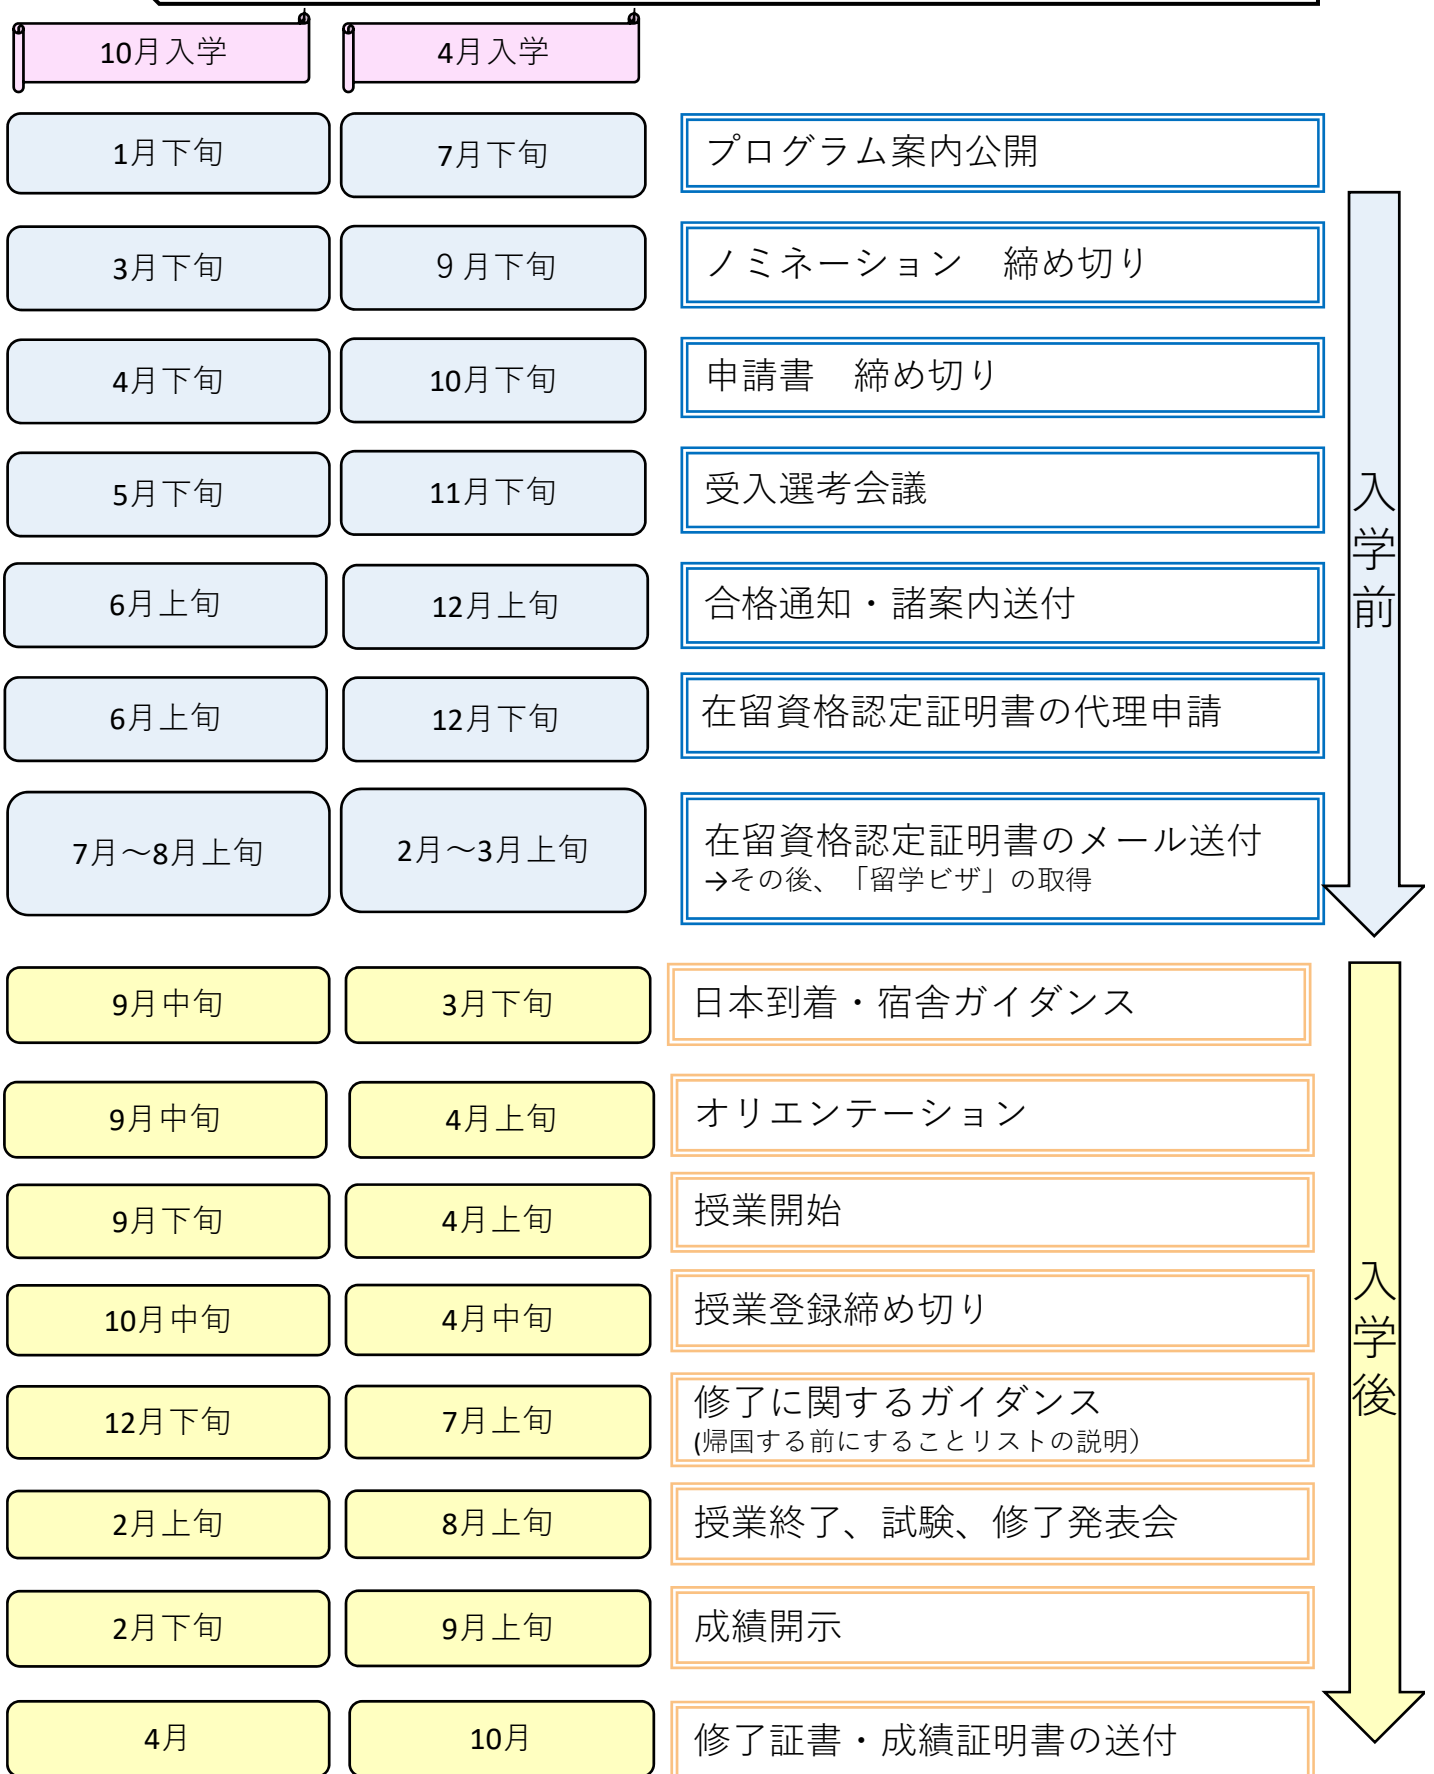 10月入学 4月入学
1月下旬 7月下旬 プログラム案内公開
3月下旬 ９月下旬 ノミネーション　締め切り
4月下旬 10月下旬 申請書　締め切り
5月下旬 11月下旬 受入選考会議
6月上旬 12月上旬 合格通知・諸案内送付
6月上旬 12月下旬 在留資格認定証明書の代理申請
7月～8月上旬 2月～3月上旬 在留資格認定証明書のメール送付
→その後、「留学ビザ」の取得
入学前
9月中旬 3月下旬 日本到着・宿舎ガイダンス
9月中旬 4月上旬 オリエンテーション
9月下旬 4月上旬 授業開始
10月中旬 4月中旬 授業登録締め切り
12月下旬 7月上旬 修了に関するガイダンス
(帰国する前にすることリストの説明）
2月上旬 8月上旬 授業終了、試験、修了発表会
2月下旬 9月上旬 成績開示
4月 10月 修了証書・成績証明書の送付
入学後